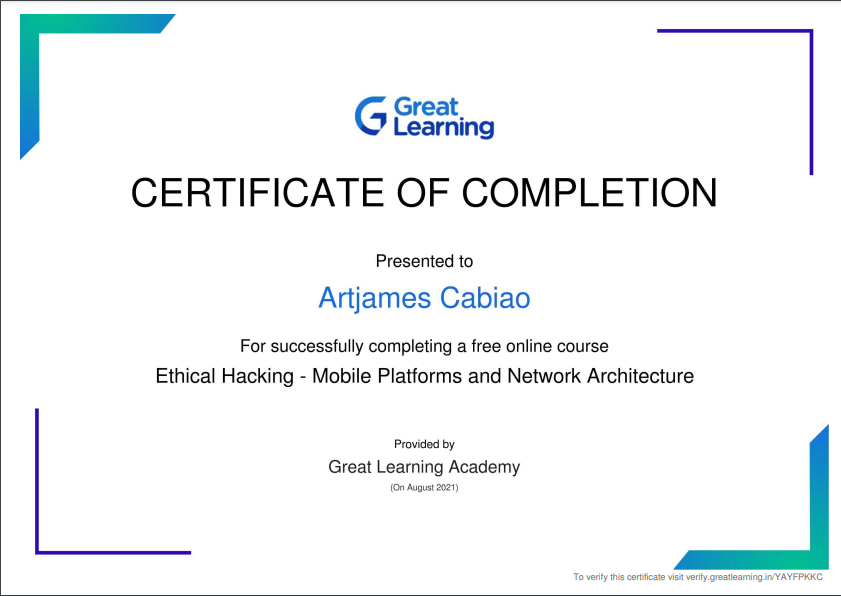 Great
Learning
CERTIFICATE OF COMPLETION
Presented to
Artjames Cabiao
For successfully completing a free online course
Ethical Hacking - Mobile Platforms and Network Architecture
Provided by
Great Learning Academy
(On August 2021)
To verify this certificate visit verify.greatlearning.in/YAYFPKKC